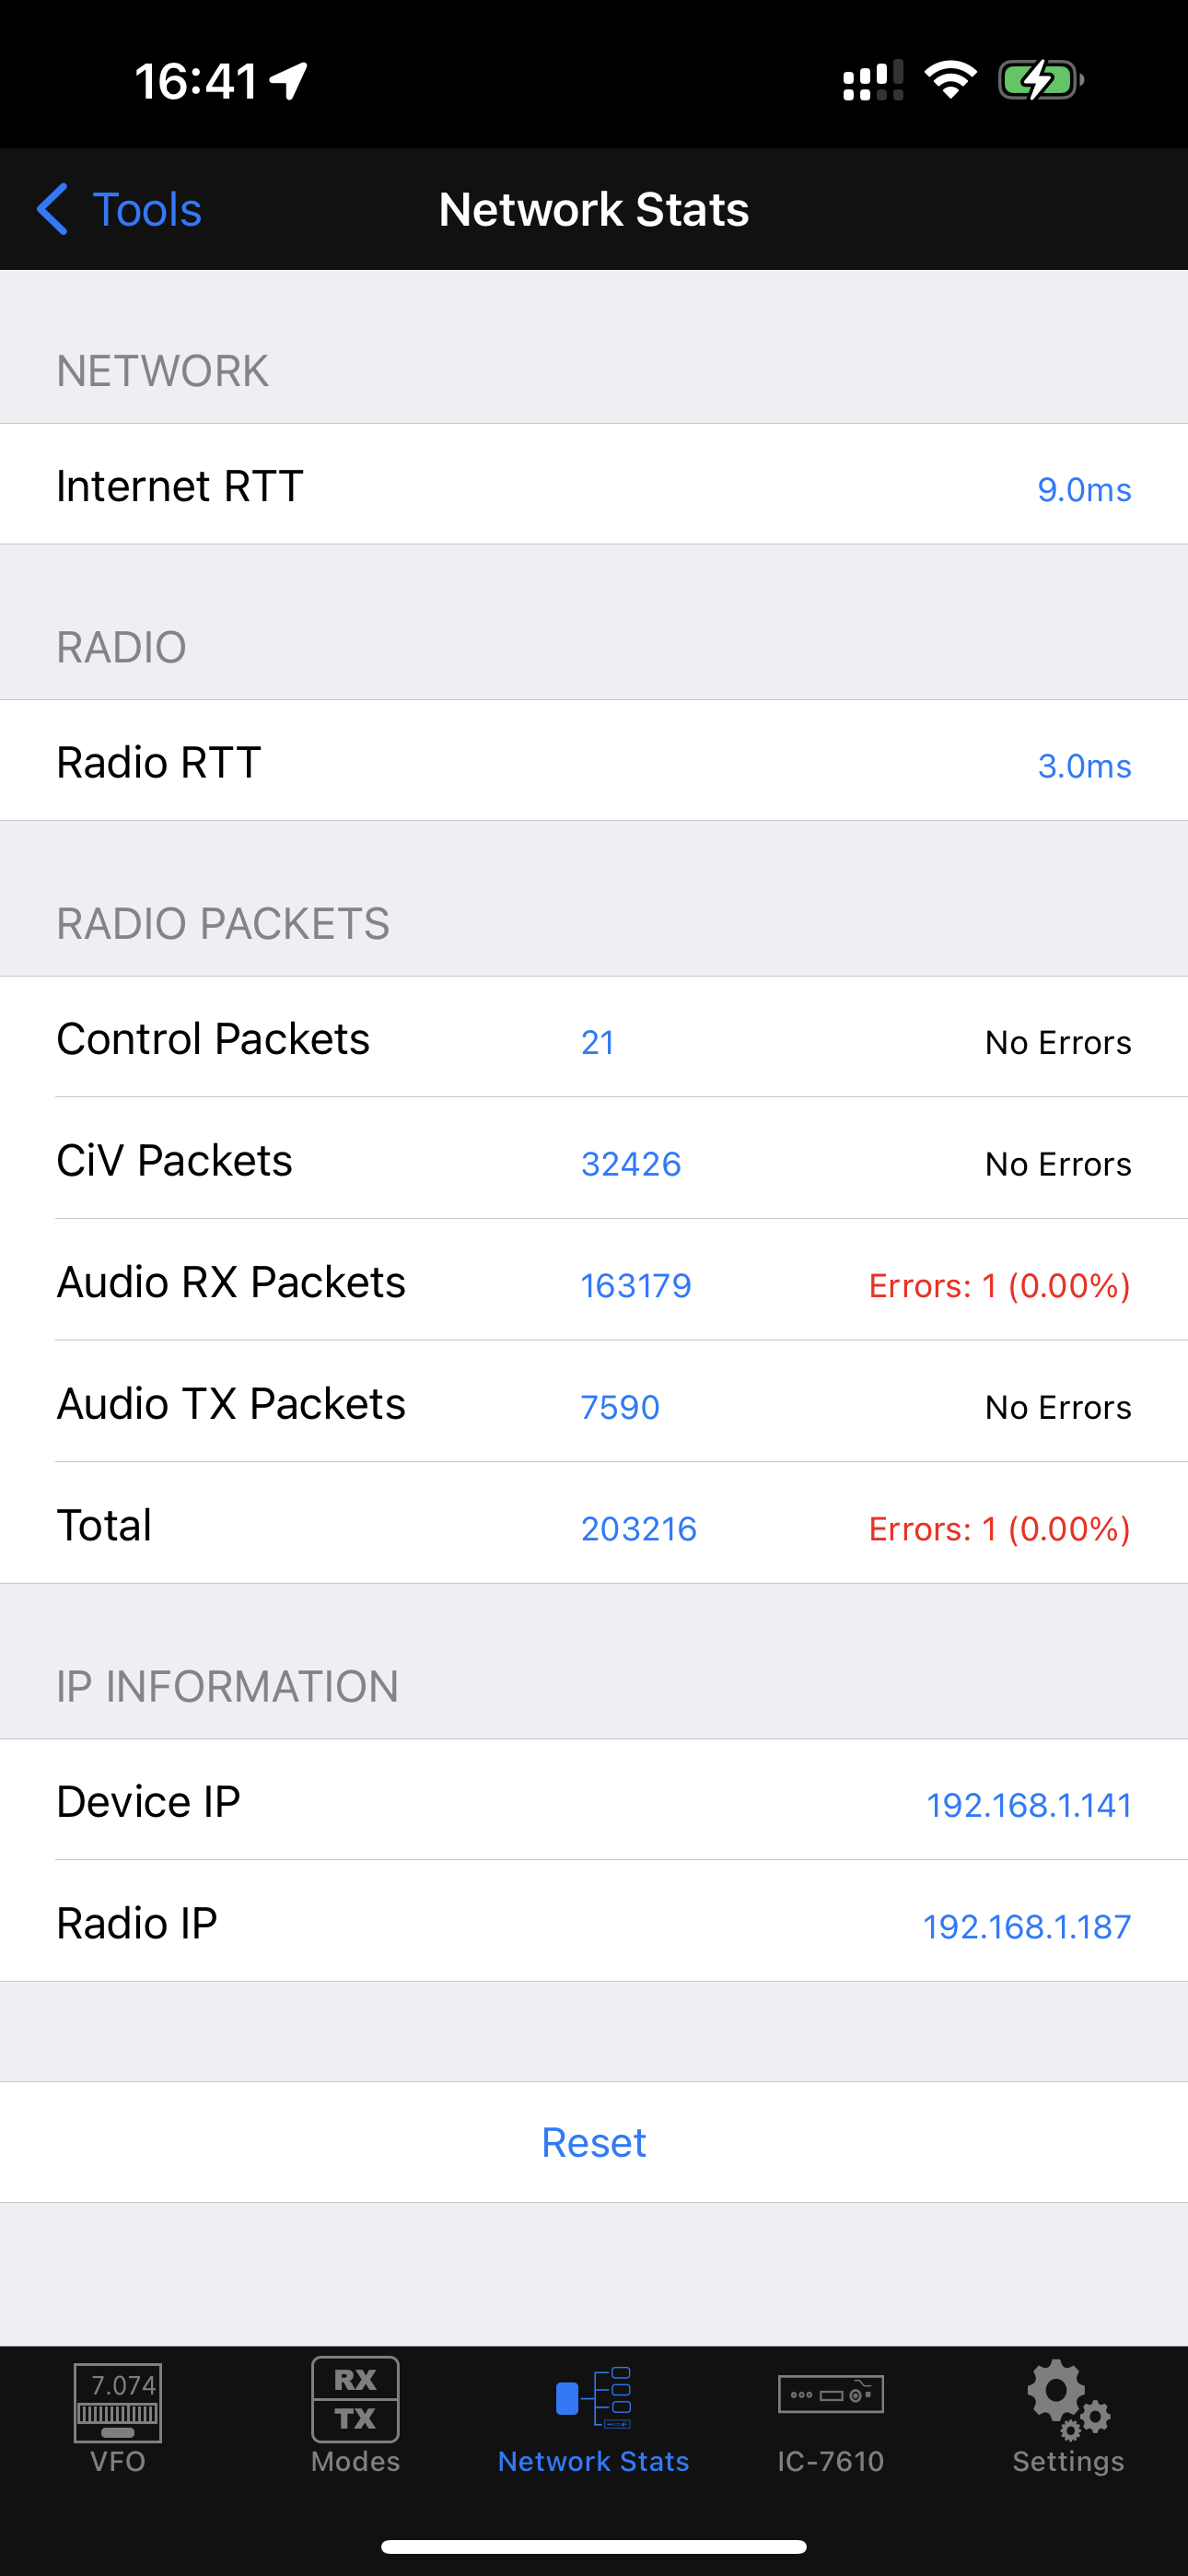 16:41
Tools
Network Stats
NETWORK
Internet RTT 9.0ms
RADIO
Radio RTT 3.0ms
RADIO PACKETS
Control Packets 21 No Errors
CiV Packets 32426 No Errors
Audio RX Packets 163179 Errors: 1 (0.00%)
Audio TX Packets 7590 No Errors
Total 203216 Errors: 1 (0.00%)
IP INFORMATION
Device IP 192.168.1.141
Radio IP 192.168.1.187
Reset
7.074
RX
TX
VFO Modes Network Stats IC-7610 Settings